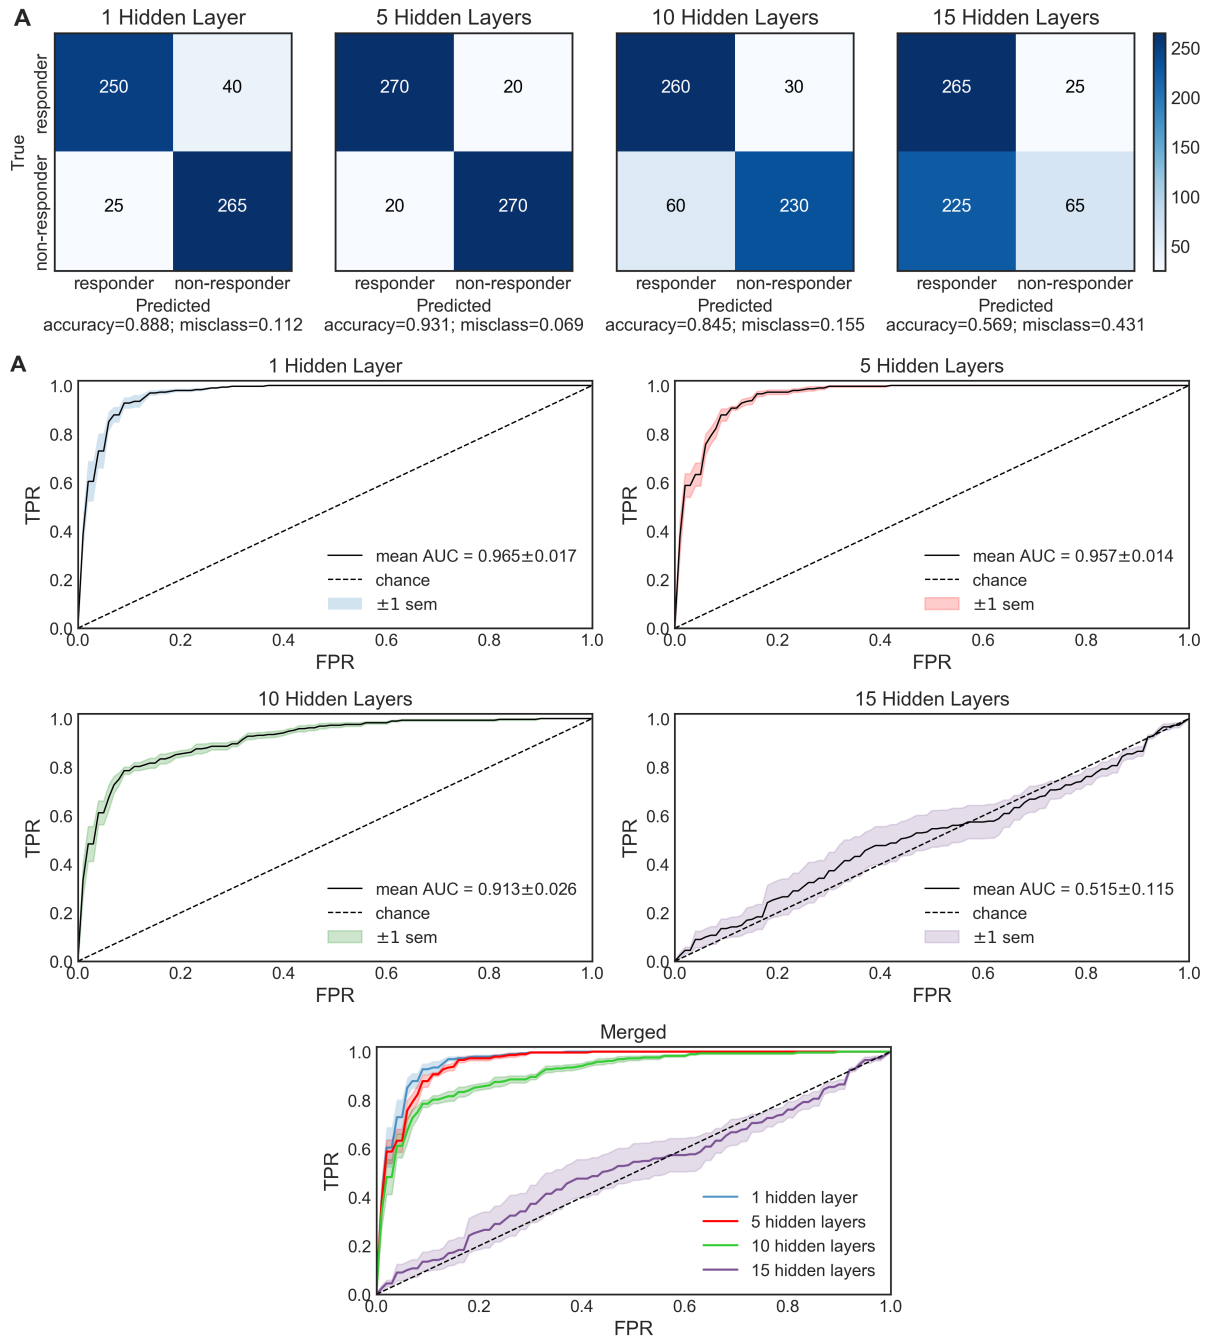 A
1 Hidden Layer
5 Hidden Layers
10 Hidden Layers
15 Hidden Layers
True
responder
non-responder
250 40
25 265
270 20
20 270
260 30
60 230
265 25
225 65
250
200
150
100
50
responder non-responder
responder non-responder
responder non-responder
responder non-responder
Predicted
accuracy=0.888; misclass=0.112
Predicted
accuracy=0.931; misclass=0.069
Predicted
accuracy=0.845; misclass=0.155
Predicted
accuracy=0.569; misclass=0.431
A
1 Hidden Layer
TPR
1.0
0.8
0.6
0.4
0.2
0.0
mean AUC = 0.965±0.017
chance
±1 sem
0.0 0.2 0.4 0.6 0.8 1.0
FPR
5 Hidden Layers
TPR
1.0
0.8
0.6
0.4
0.2
0.0
mean AUC = 0.957±0.014
chance
±1 sem
0.0 0.2 0.4 0.6 0.8 1.0
FPR
10 Hidden Layers
TPR
1.0
0.8
0.6
0.4
0.2
0.0
mean AUC = 0.913±0.026
chance
±1 sem
0.0 0.2 0.4 0.6 0.8 1.0
FPR
15 Hidden Layers
TPR
1.0
0.8
0.6
0.4
0.2
0.0
mean AUC = 0.515±0.115
chance
±1 sem
0.0 0.2 0.4 0.6 0.8 1.0
FPR
Merged
TPR
1.0
0.8
0.6
0.4
0.2
0.0
1 hidden layer
5 hidden layers
10 hidden layers
15 hidden layers
0.0 0.2 0.4 0.6 0.8 1.0
FPR